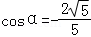 cos α = -2√5/5